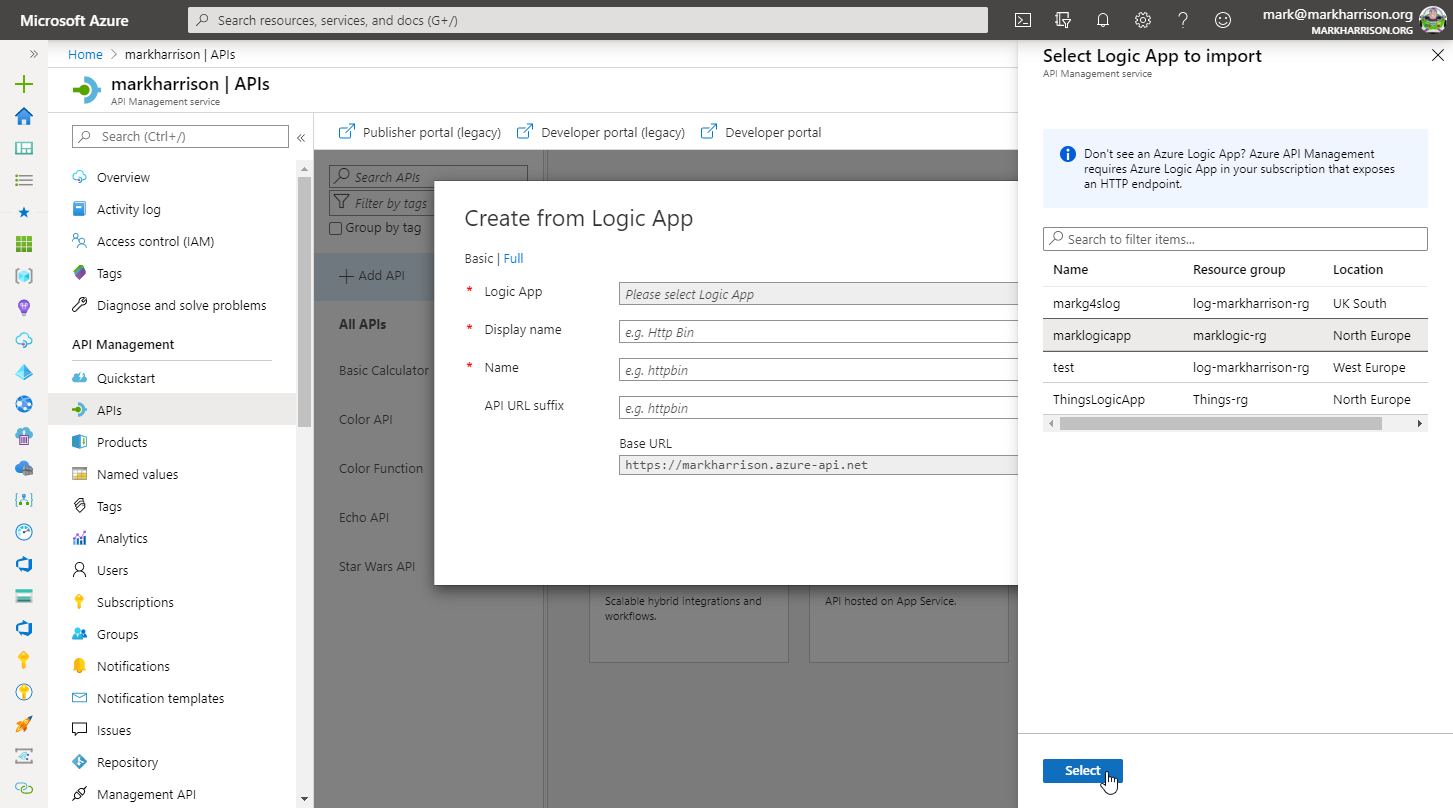 Microsoft Azure
Search resources, services, and docs (G+/)
mark@markharrison.org
MARKHARRISON.ORG
Home > markharrison | APIs
markharrison | APIs
API Management service
Search (Ctrl+/)
Overview
Activity log
Access control (IAM)
Tags
Diagnose and solve problems
API Management
Quickstart
APIs
Products
Named values
Tags
Analytics
Users
Subscriptions
Groups
Notifications
Notification templates
Issues
Repository
Management API
Publisher portal (legacy) Developer portal (legacy) Developer portal
Search APIs
Filter by tags
Group by tag
Add API
All APIs
Basic Calculator
Color API
Color Function
Echo API
Star Wars API
Create from Logic App
Basic | Full
* Logic App Please select Logic App
* Display name e.g. Http Bin
* Name e.g. httpbin
API URL suffix e.g. httpbin
Base URL
https://markharrison.azure-api.net
Scalable hybrid integrations and
workflows.
API hosted on App Service.
Select Logic App to import
API Management service
Don't see an Azure Logic App? Azure API Management
requires Azure Logic App in your subscription that exposes
an HTTP endpoint.
Search to filter items...
Name Resource group Location
markg4slog log-markharrison-rg UK South
marklogicapp marklogic-rg North Europe
test log-markharrison-rg West Europe
ThingsLogicApp Things-rg North Europe
Select